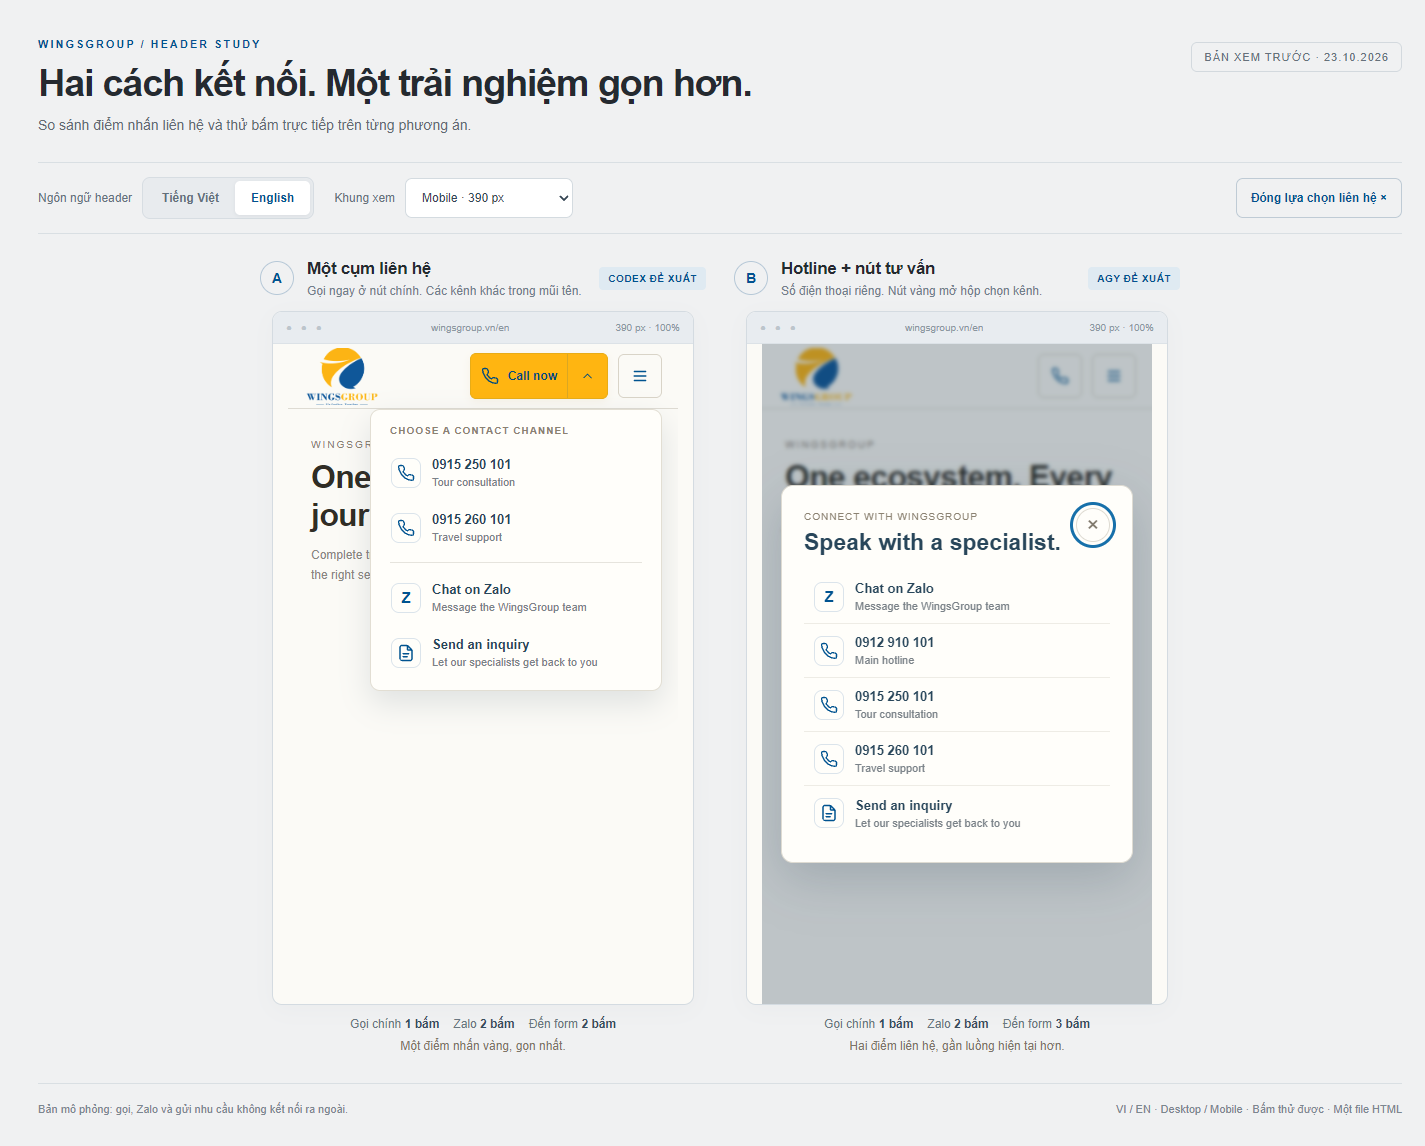 WINGSGROUP / HEADER STUDY
Hai cách kết nối. Một trải nghiệm gọn hơn.
So sánh điểm nhấn liên hệ và thử bấm trực tiếp trên từng phương án.
BẢN XEM TRƯỚC · 23.10.2026
Ngôn ngữ header
Tiếng Việt
English
Khung xem
Mobile · 390 px
Đóng lựa chọn liên hệ ×
A
Một cụm liên hệ
Gọi ngay ở nút chính. Các kênh khác trong mũi tên.
CODEX ĐỀ XUẤT
wingsgroup.vn/en
390 px · 100%
WINGSGROUP
Call now
CHOOSE A CONTACT CHANNEL
0915 250 101
Tour consultation
0915 260 101
Travel support
Z
Chat on Zalo
Message the WingsGroup team
Send an inquiry
Let our specialists get back to you
WINGSGR
One
jour
Complete t
the right se
Gọi chính 1 bấm Zalo 2 bấm Đến form 2 bấm
Một điểm nhấn vàng, gọn nhất.
B
Hotline + nút tư vấn
Số điện thoại riêng. Nút vàng mở hộp chọn kênh.
AGY ĐỀ XUẤT
wingsgroup.vn/en
390 px · 100%
WINGSGROUP
WINGSGROUP
One ecosystem. Every
CONNECT WITH WINGSGROUP
Speak with a specialist.
Z
Chat on Zalo
Message the WingsGroup team
0912 910 101
Main hotline
0915 250 101
Tour consultation
0915 260 101
Travel support
Send an inquiry
Let our specialists get back to you
Gọi chính 1 bấm Zalo 2 bấm Đến form 3 bấm
Hai điểm liên hệ, gần luồng hiện tại hơn.
Bản mô phỏng: gọi, Zalo và gửi nhu cầu không kết nối ra ngoài.
VI / EN · Desktop / Mobile · Bấm thử được · Một file HTML